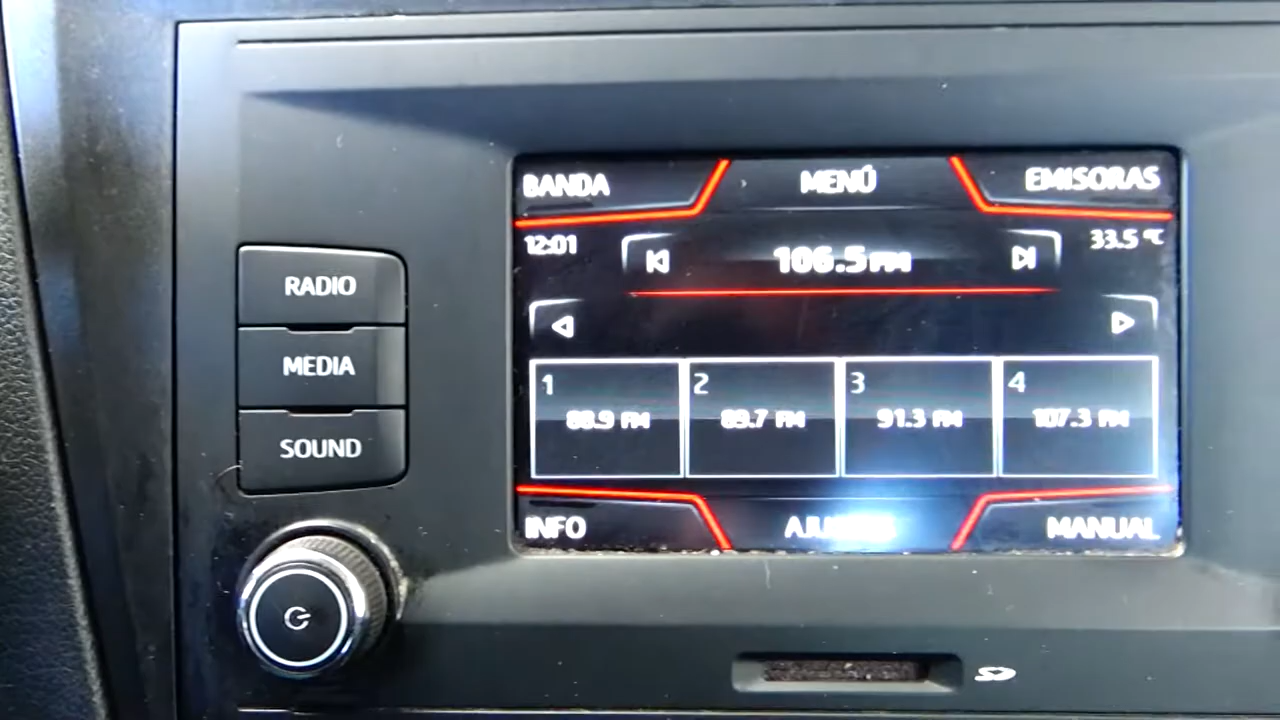 BANDA MENÚ EMISORAS
12:01 106.5 FM 33.5 °C
1 2 3 4
88.9 FM 89.7 FM 91.3 FM 107.3 FM
INFO AJUSTES MANUAL
RADIO
MEDIA
SOUND
SD